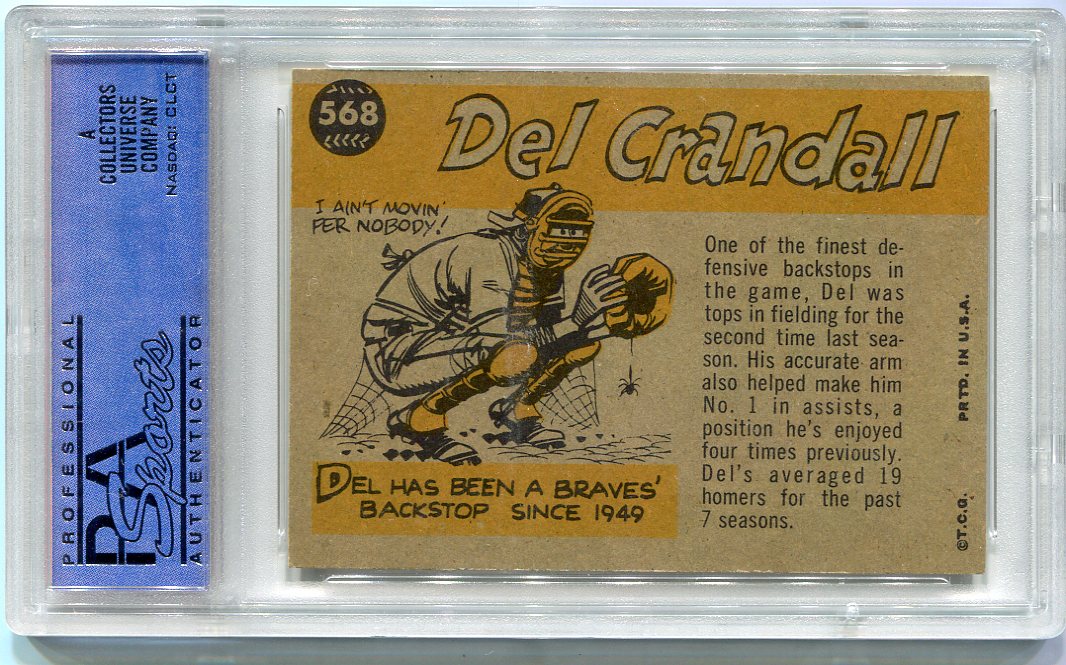 A
COLLECTORS
UNIVERSE
COMPANY
NASDAQ: CLCT
PROFESSIONAL
PSA
Sports
AUTHENTICATOR
568
Del Crandall
I AIN'T MOVIN'
FER NOBODY!
One of the finest de-
fensive backstops in
the game, Del was
tops in fielding for the
second time last sea-
son. His accurate arm
also helped make him
No. 1 in assists, a
position he's enjoyed
four times previously.
Del's averaged 19
homers for the past
7 seasons.
DEL HAS BEEN A BRAVES'
BACKSTOP SINCE 1949
©T.C.G. PRTD. IN U.S.A.